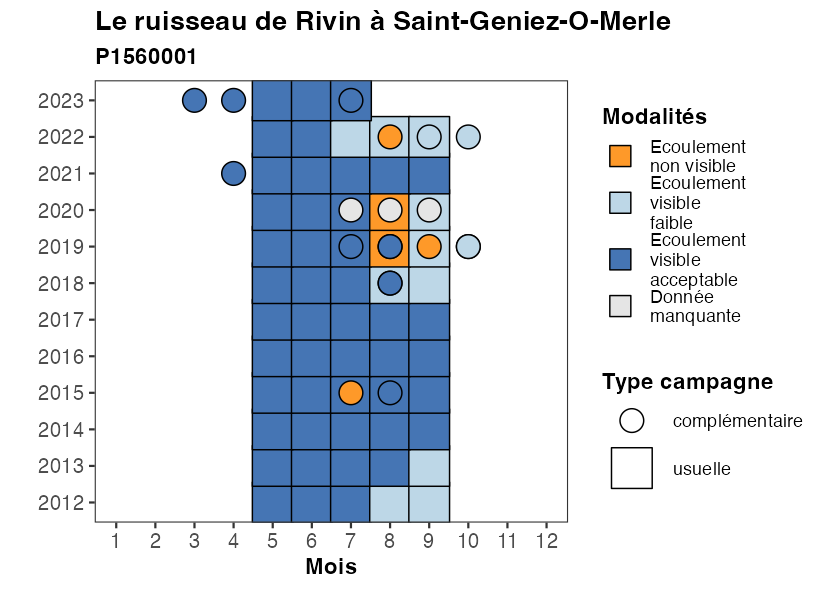 Le ruisseau de Rivin à Saint-Geniez-O-Merle
P1560001
2023
2022
2021
2020
2019
2018
2017
2016
2015
2014
2013
2012
1 2 3 4 5 6 7 8 9 10 11 12
Mois
Modalités
Ecoulement
non visible
Ecoulement
visible
faible
Ecoulement
visible
acceptable
Donnée
manquante
Type campagne
complémentaire
usuelle